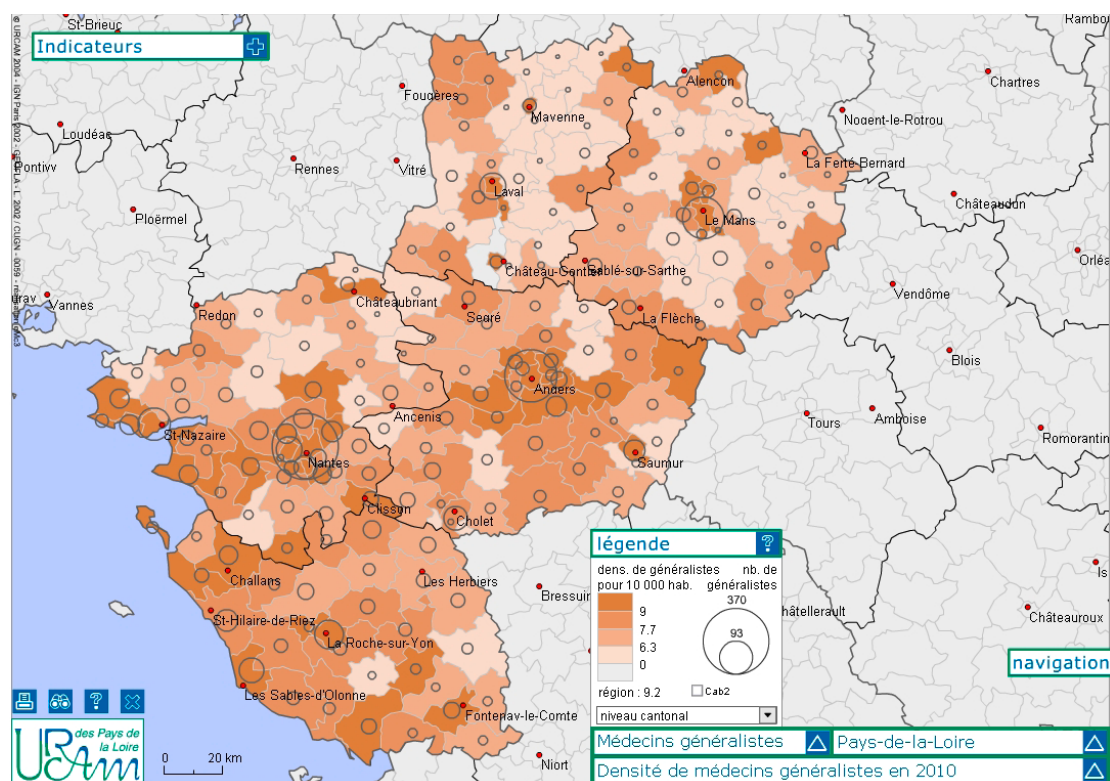 St-Brieuc
Rambo
Indicateurs
Alençon
Chartres
Fougères
Mayenne
Nogent-le-Rotrou
Loudéac
La Ferté-Bernard
Pontivy
Rennes
Vitré
Laval
Châteaudun
Ploërmel
Le Mans
Orléa
Château-Gontier
Sablé-sur-Sarthe
Vannes
Châteaubriant
Vendôme
Redon
Segré
La Flèche
Blois
Angers
Ancenis
Tours
Amboise
St-Nazaire
Romorantin
Nantes
Saumur
Clisson
Cholet
Challans
Les Herbiers
Bressuire
Châtellerault
Châteauroux
St-Hilaire-de-Riez
La Roche-sur-Yon
Les Sables-d'Olonne
Fontenay-le-Comte
Niort
légende ?
dens. de généralistes nb. de
pour 10 000 hab. généralistes
370
9
7.7
93
6.3
0
région : 9.2
Cab2
niveau cantonal
navigation
Médecins généralistes
Pays-de-la-Loire
Densité de médecins généralistes en 2010
?
des Pays de
la Loire
URCAM
0 20 km